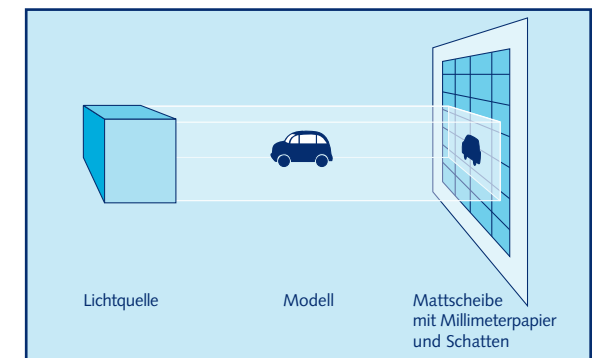 Lichtquelle
Modell
Mattscheibe
mit Millimeterpapier
und Schatten